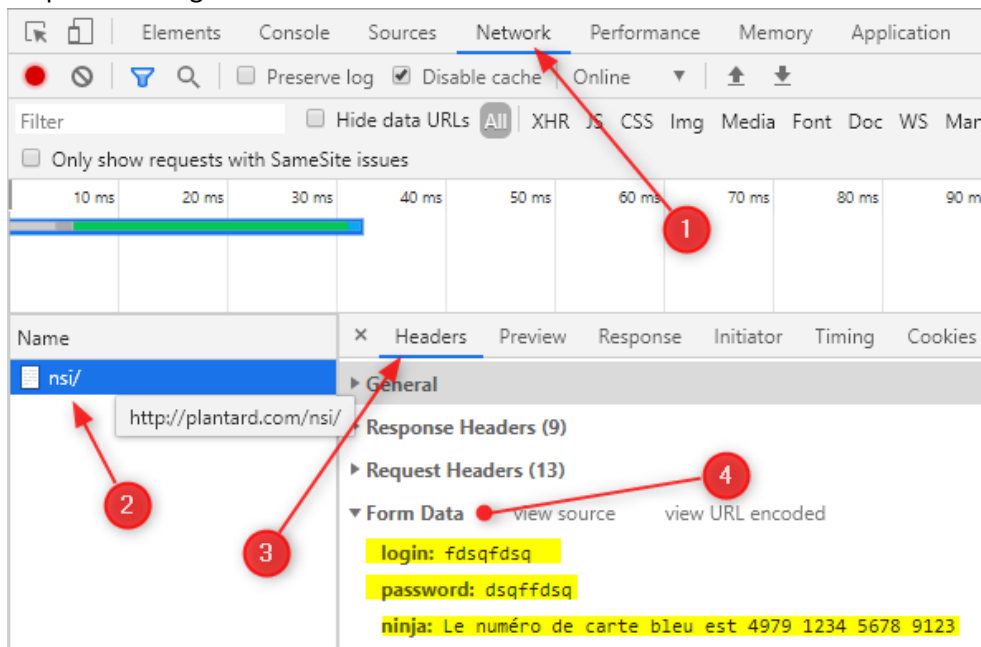 Elements Console Sources Network Performance Memory Application
Preserve log Disable cache Online
Filter Hide data URLs All XHR JS CSS Img Media Font Doc WS Man
Only show requests with SameSite issues
10 ms 20 ms 30 ms 40 ms 50 ms 60 ms 70 ms 80 ms 90 m
1
Name
Headers Preview Response Initiator Timing Cookies
nsi/
General
http://plantard.com/nsi/
Response Headers (9)
Request Headers (13)
4
2
Form Data view source view URL encoded
3
login: fdsqfdsq
password: dsqffdsq
ninja: Le numéro de carte bleu est 4979 1234 5678 9123